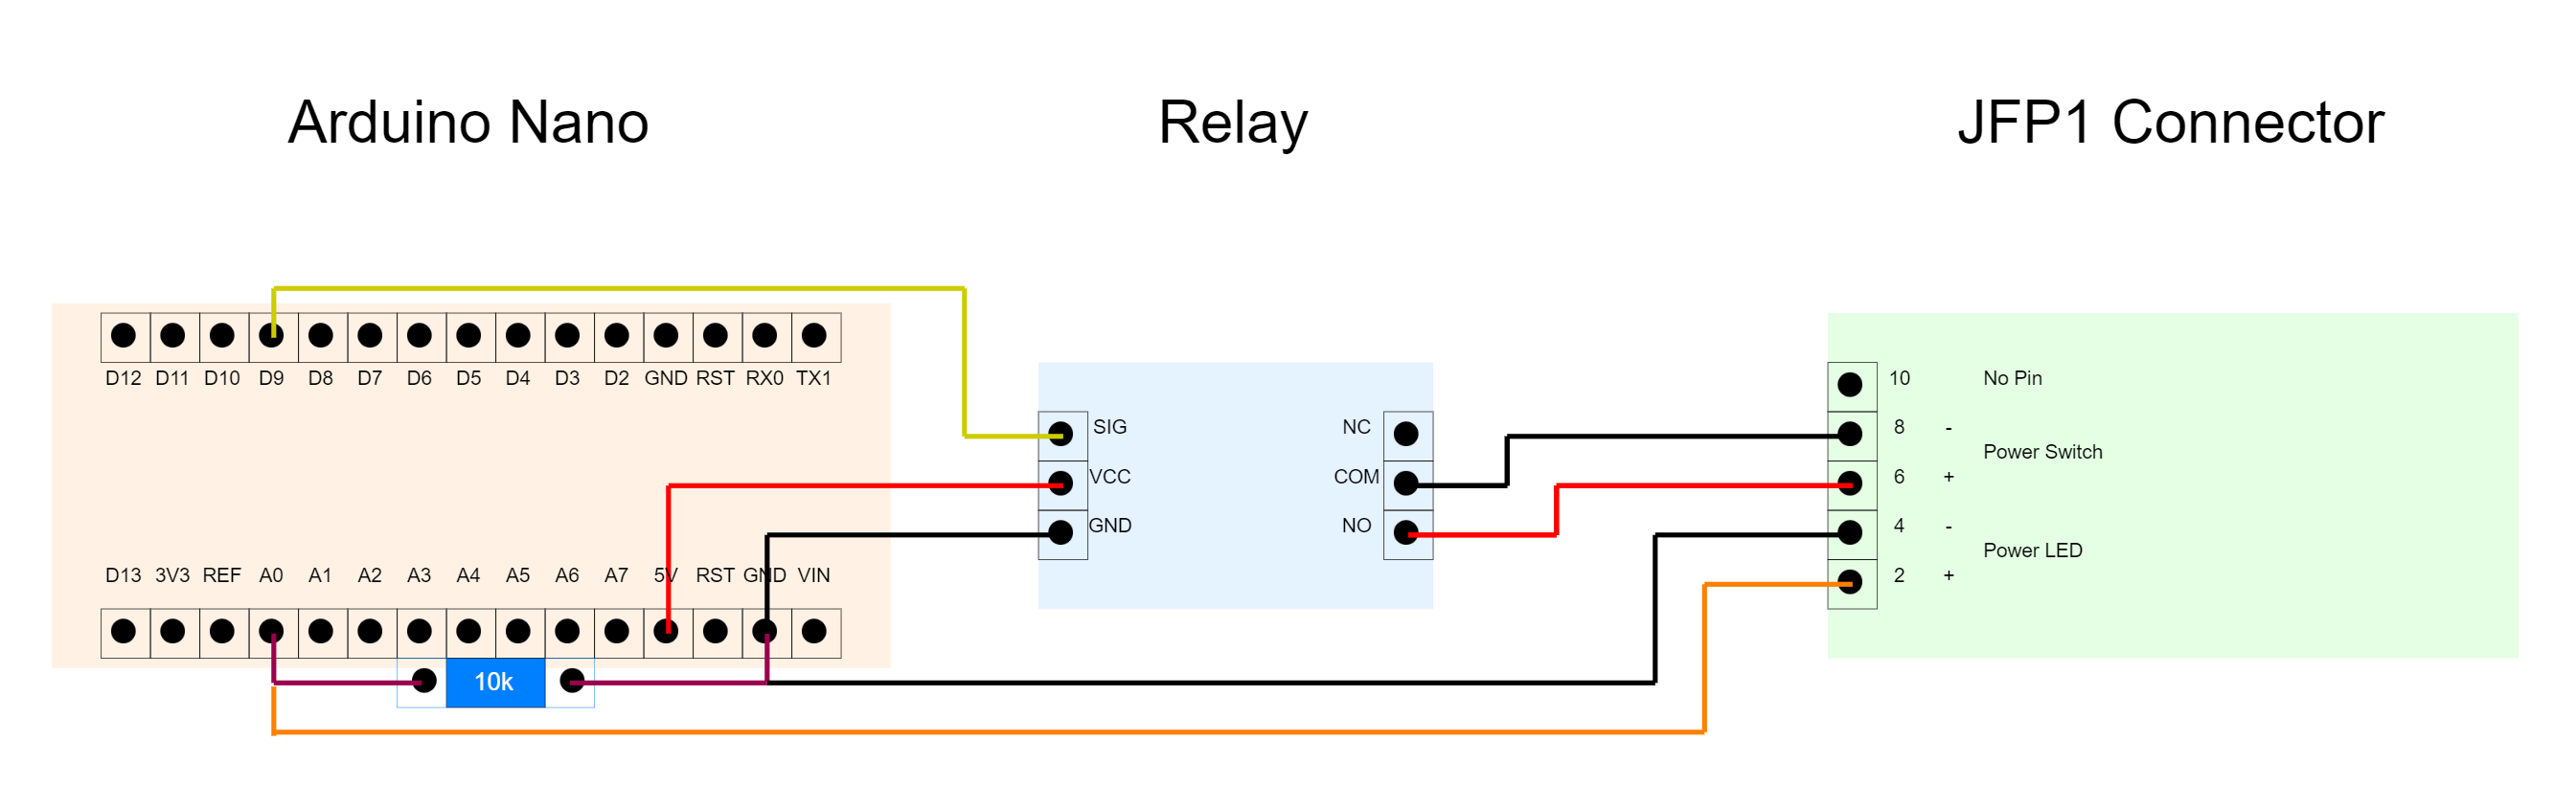 Arduino Nano
Relay
JFP1 Connector
D12 D11 D10 D9 D8 D7 D6 D5 D4 D3 D2 GND RST RX0 TX1
D13 3V3 REF A0 A1 A2 A3 A4 A5 A6 A7 5V RST GND VIN
10k
SIG
VCC
GND
NC
COM
NO
10 No Pin
8 -
Power Switch
6 +
4 -
Power LED
2 +